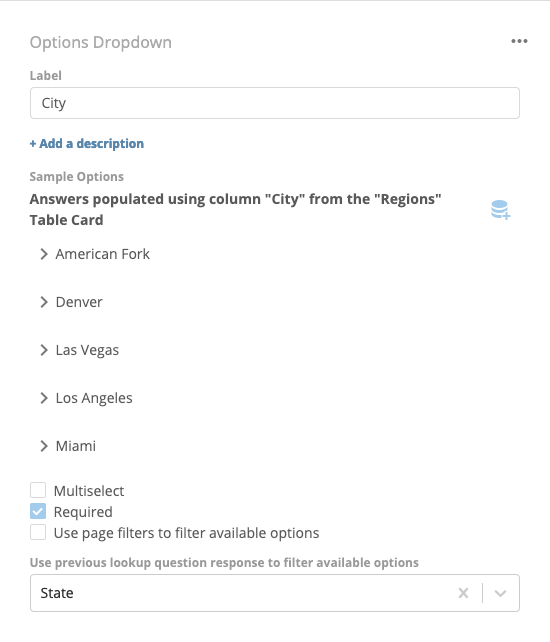 Options Dropdown
Label
City
+ Add a description
Sample Options
Answers populated using column "City" from the "Regions"
Table Card
American Fork
Denver
Las Vegas
Los Angeles
Miami
Multiselect
Required
Use page filters to filter available options
Use previous lookup question response to filter available options
State